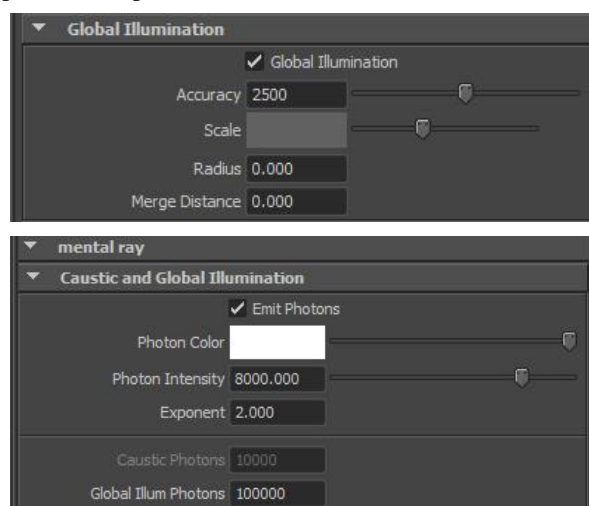 Global Illumination
Global Illumination
Accuracy 2500
Scale
Radius 0.000
Merge Distance 0.000
mental ray
Caustic and Global Illumination
Emit Photons
Photon Color
Photon Intensity 8000.000
Exponent 2.000
Caustic Photons 10000
Global Illum Photons 100000